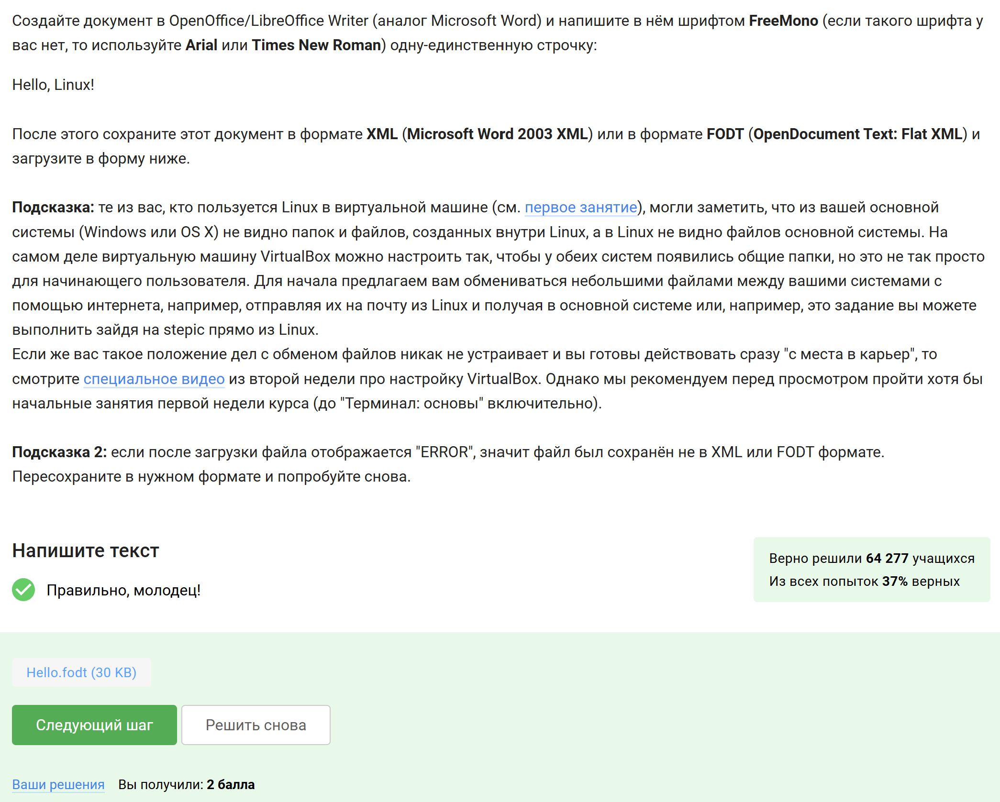 Создайте документ в OpenOffice/LibreOffice Writer (аналог Microsoft Word) и напишите в нём шрифтом FreeMono (если такого шрифта у
вас нет, то используйте Arial или Times New Roman) одну-единственную строчку:
Hello, Linux!
После этого сохраните этот документ в формате XML (Microsoft Word 2003 XML) или в формате FODT (OpenDocument Text: Flat XML) и
загрузите в форму ниже.
Подсказка: те из вас, кто пользуется Linux в виртуальной машине (см. первое занятие), могли заметить, что из вашей основной
системы (Windows или OS X) не видно папок и файлов, созданных внутри Linux, а в Linux не видно файлов основной системы. На
самом деле виртуальную машину VirtualBox можно настроить так, чтобы у обеих систем появились общие папки, но это не так просто
для начинающего пользователя. Для начала предлагаем вам обмениваться небольшими файлами между вашими системами с
помощью интернета, например, отправляя их на почту из Linux и получая в основной системе или, например, это задание вы можете
выполнить зайдя на stepic прямо из Linux.
Если же вас такое положение дел с обменом файлов никак не устраивает и вы готовы действовать сразу "с места в карьер", то
смотрите специальное видео из второй недели про настройку VirtualBox. Однако мы рекомендуем перед просмотром пройти хотя бы
начальные занятия первой недели курса (до "Терминал: основы" включительно).
Подсказка 2: если после загрузки файла отображается "ERROR", значит файл был сохранён не в XML или FODT формате.
Пересохраните в нужном формате и попробуйте снова.
Напишите текст
Правильно, молодец!
Верно решили 64 277 учащихся
Из всех попыток 37% верных
Hello.fodt (30 KB)
Следующий шаг Решить снова
Ваши решения Вы получили: 2 балла